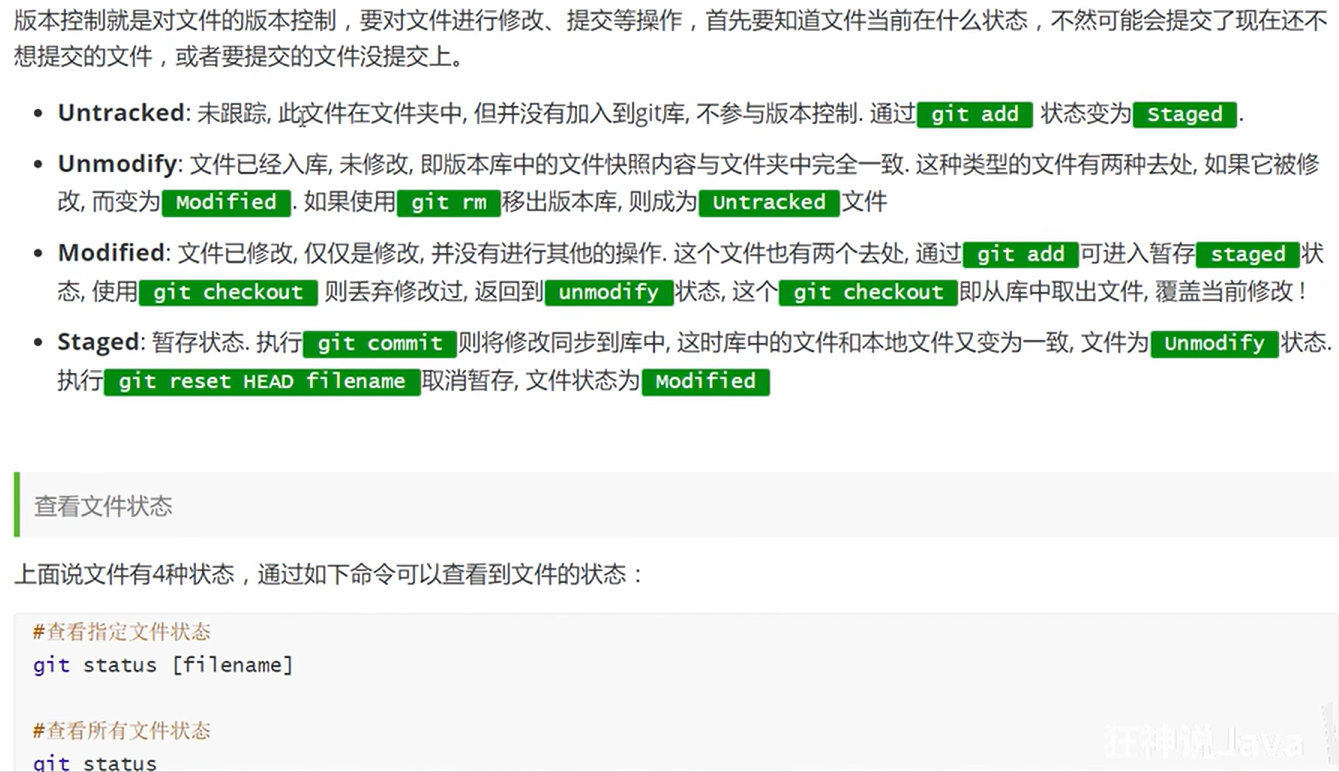 版本控制就是对文件的版本控制，要对文件进行修改、提交等操作，首先要知道文件当前在什么状态，不然可能会提交了现在还不
想提交的文件，或者要提交的文件没提交上。
• Untracked: 未跟踪, 此文件在文件夹中, 但并没有加入到git库, 不参与版本控制. 通过 git add 状态变为 Staged .
• Unmodify: 文件已经入库, 未修改, 即版本库中的文件快照内容与文件夹中完全一致. 这种类型的文件有两种去处, 如果它被修
改, 而变为 Modified . 如果使用 git rm 移出版本库, 则成为 Untracked 文件
• Modified: 文件已修改, 仅仅是修改, 并没有进行其他的操作. 这个文件也有两个去处, 通过 git add 可进入暂存 staged 状
态, 使用 git checkout 则丢弃修改过, 返回到 unmodify 状态, 这个 git checkout 即从库中取出文件, 覆盖当前修改 !
• Staged: 暂存状态. 执行 git commit 则将修改同步到库中, 这时库中的文件和本地文件又变为一致, 文件为 Unmodify 状态.
执行 git reset HEAD filename 取消暂存, 文件状态为 Modified
查看文件状态
上面说文件有4种状态，通过如下命令可以查看到文件的状态：
#查看指定文件状态
git status [filename]
#查看所有文件状态
git status
狂神说Java